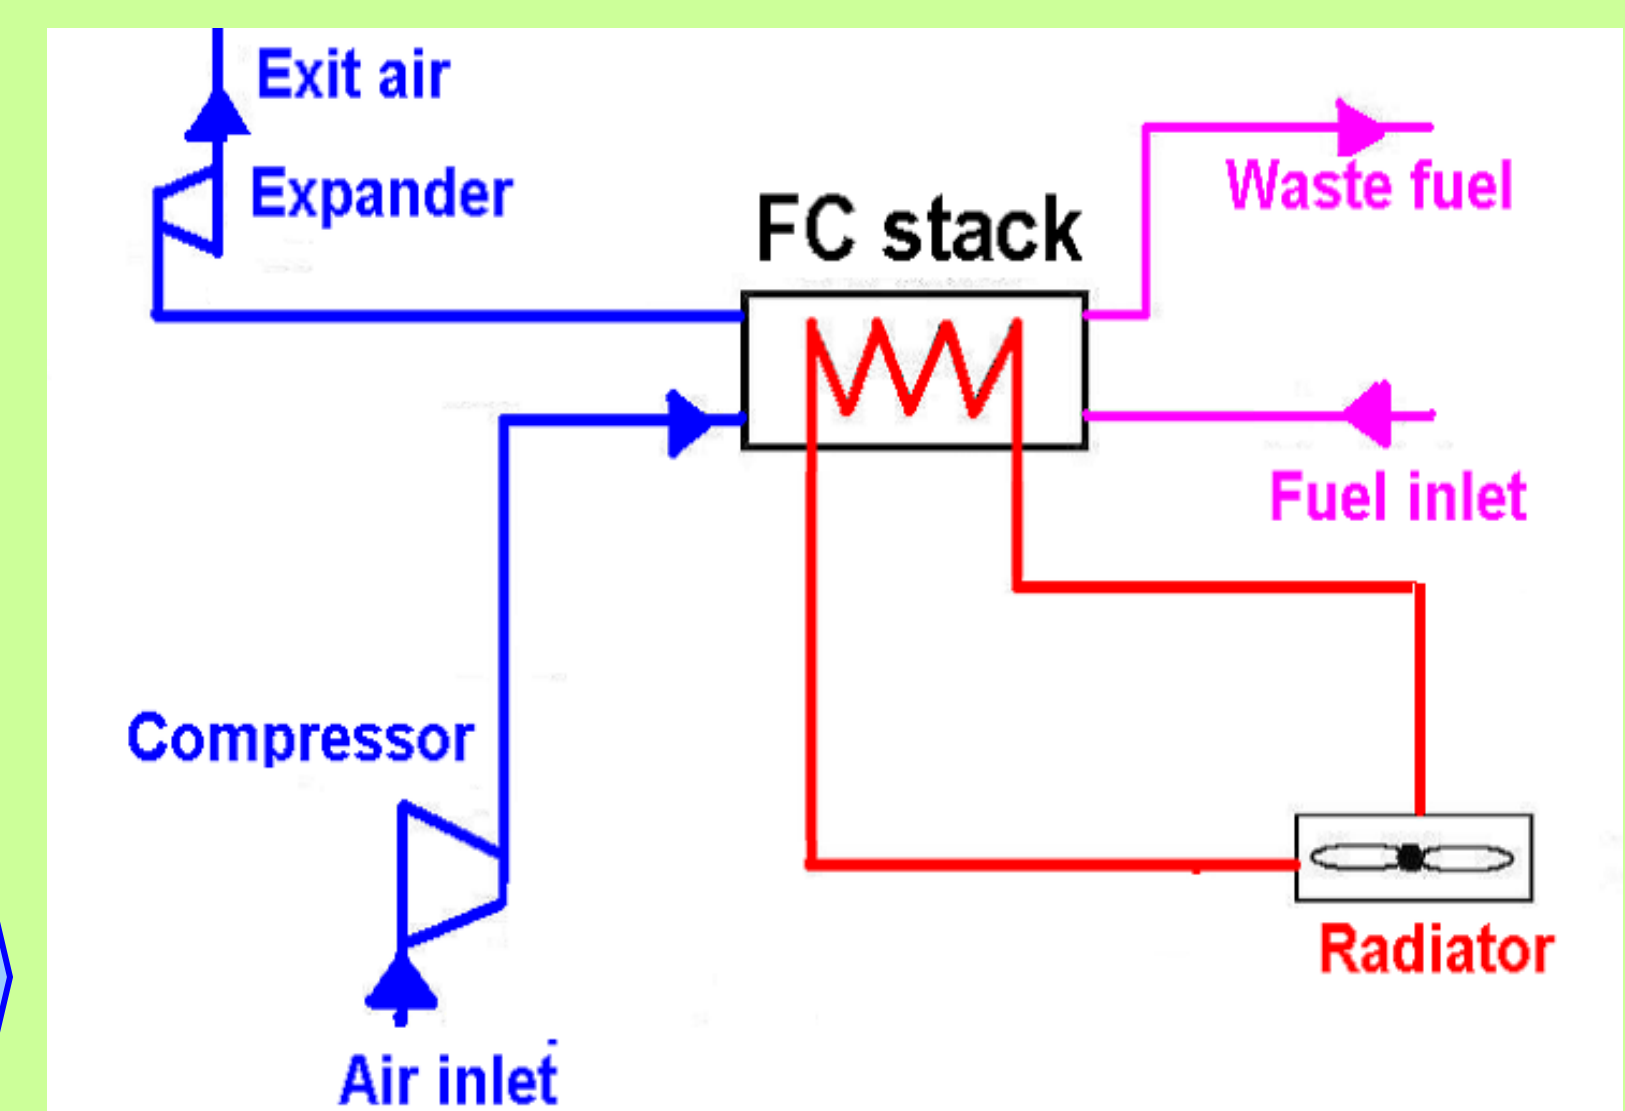 Exit air
Expander
Waste fuel
FC stack
Fuel inlet
Compressor
Radiator
Air inlet